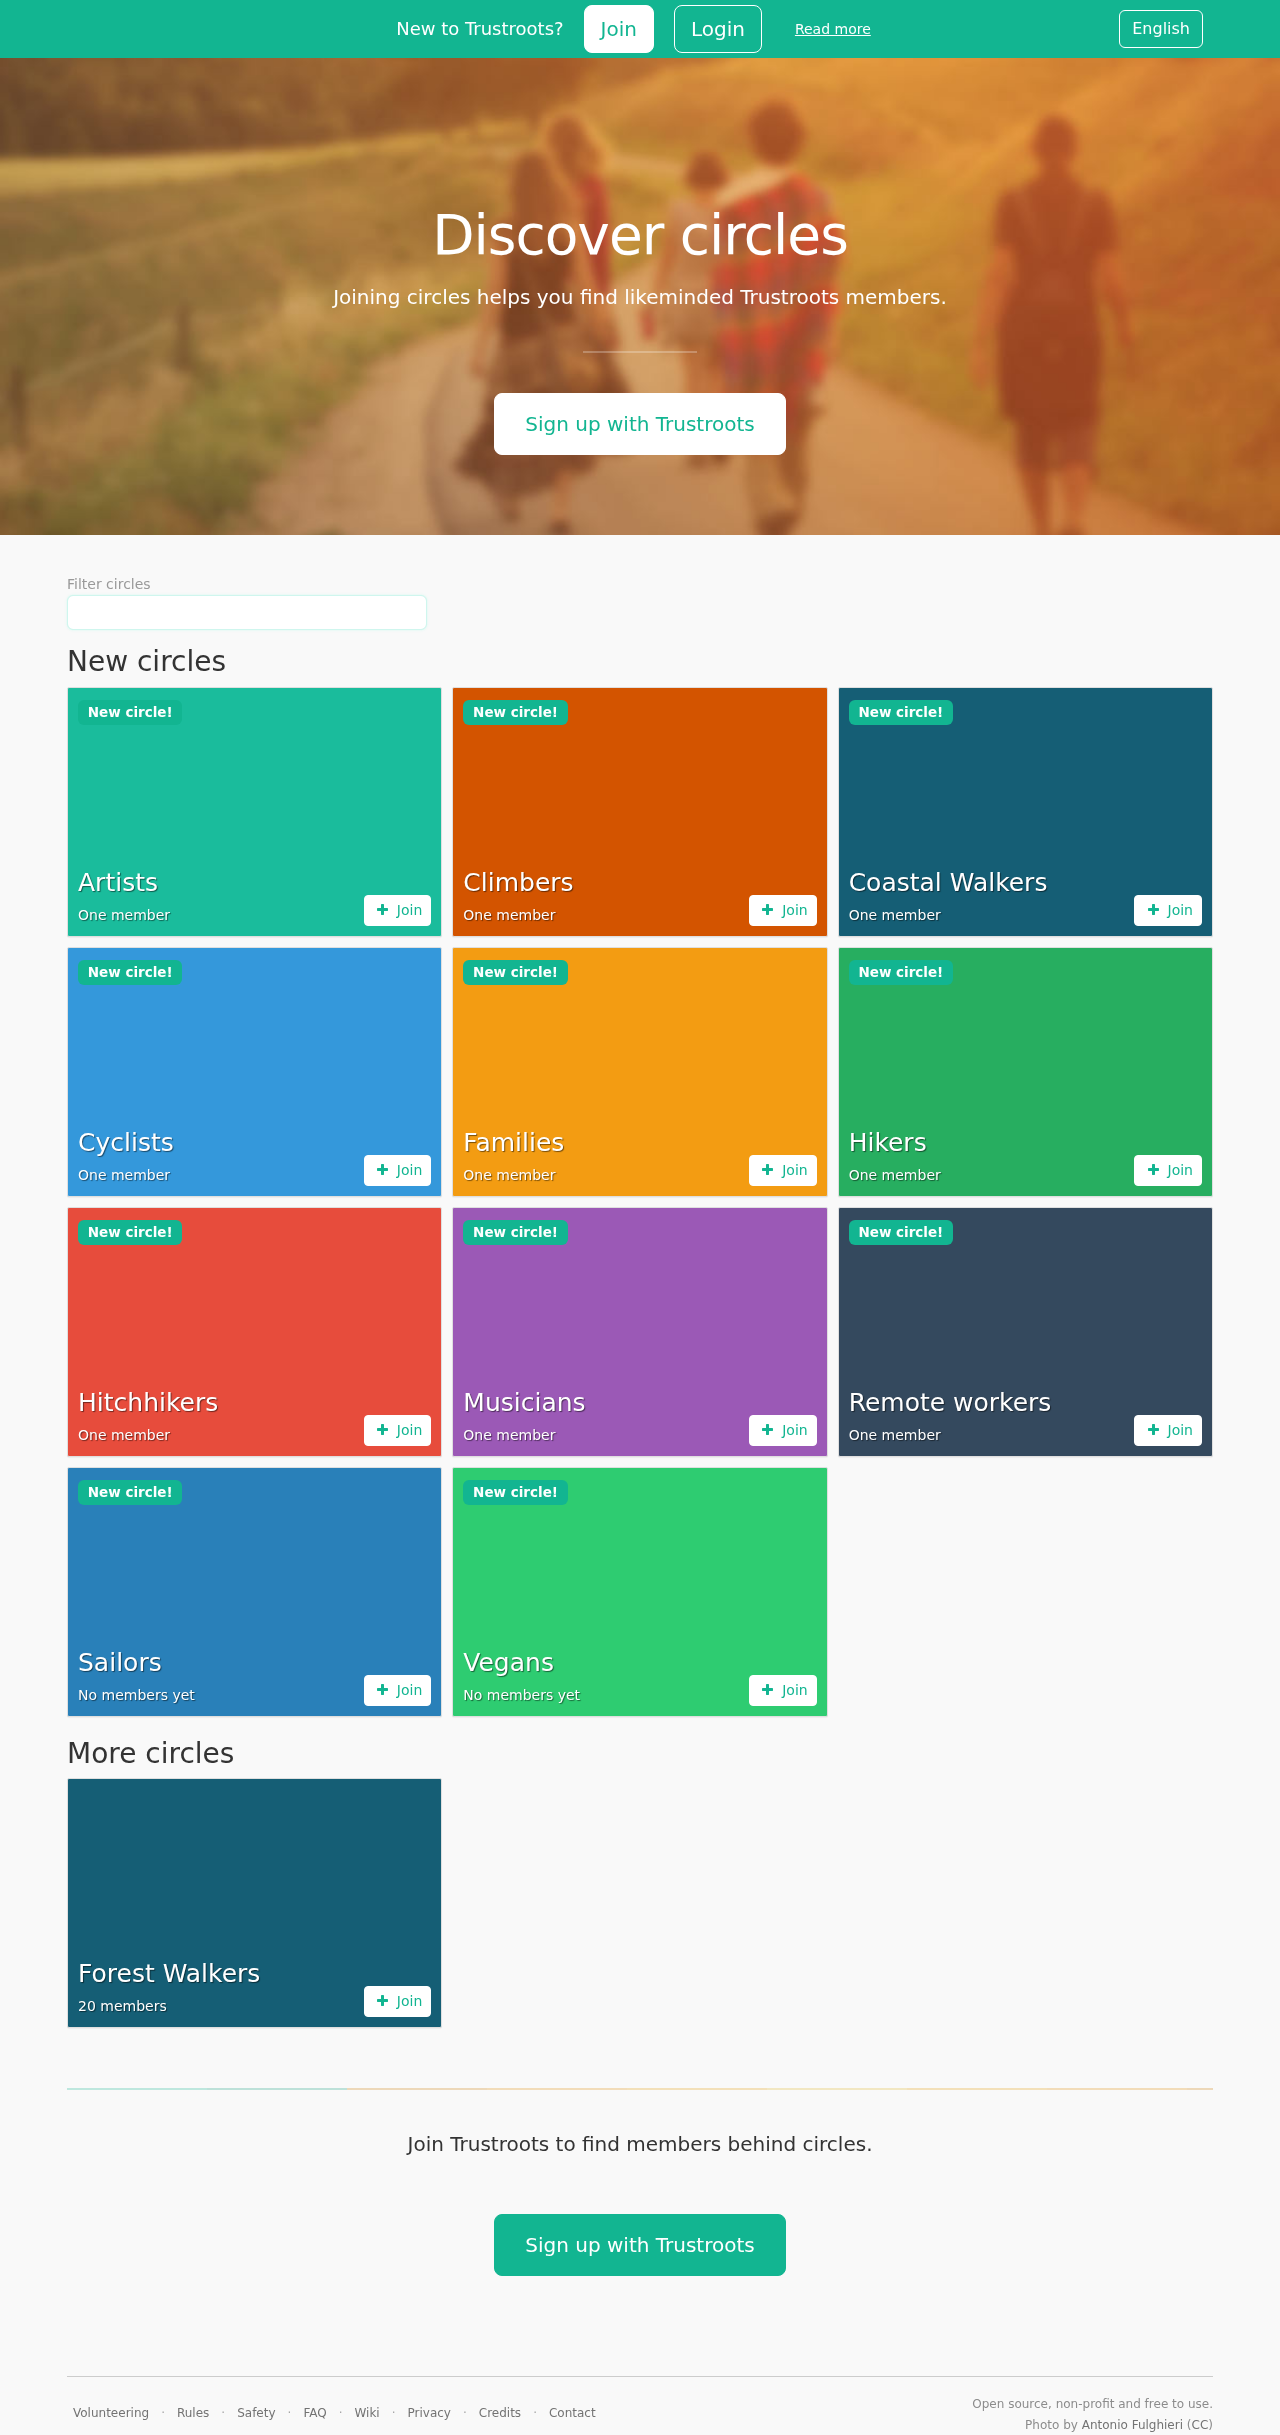 New to Trustroots? Join Login Read more English
Discover circles
Joining circles helps you find likeminded Trustroots members.
Sign up with Trustroots
Filter circles
New circles
New circle!
Artists
One member
Join
New circle!
Climbers
One member
Join
New circle!
Coastal Walkers
One member
Join
New circle!
Cyclists
One member
Join
New circle!
Families
One member
Join
New circle!
Hikers
One member
Join
New circle!
Hitchhikers
One member
Join
New circle!
Musicians
One member
Join
New circle!
Remote workers
One member
Join
New circle!
Sailors
No members yet
Join
New circle!
Vegans
No members yet
Join
More circles
Forest Walkers
20 members
Join
Join Trustroots to find members behind circles.
Sign up with Trustroots
Volunteering · Rules · Safety · FAQ · Wiki · Privacy · Credits · Contact
Open source, non-profit and free to use.
Photo by Antonio Fulghieri (CC)